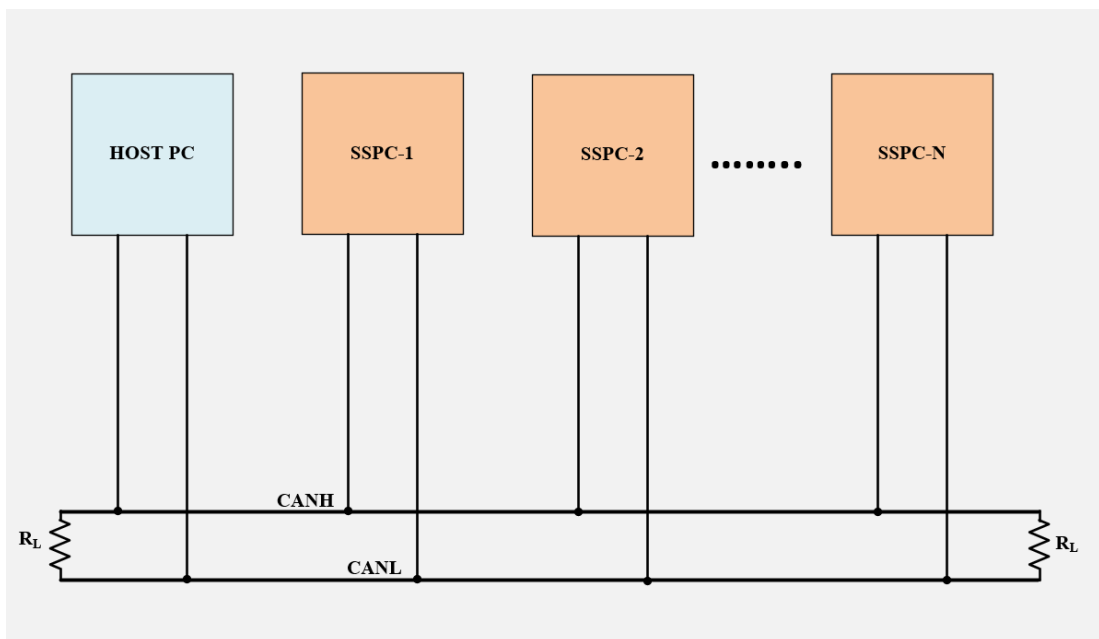 HOST PC
SSPC-1
SSPC-2
SSPC-N
CANH
RL
RL
CANL